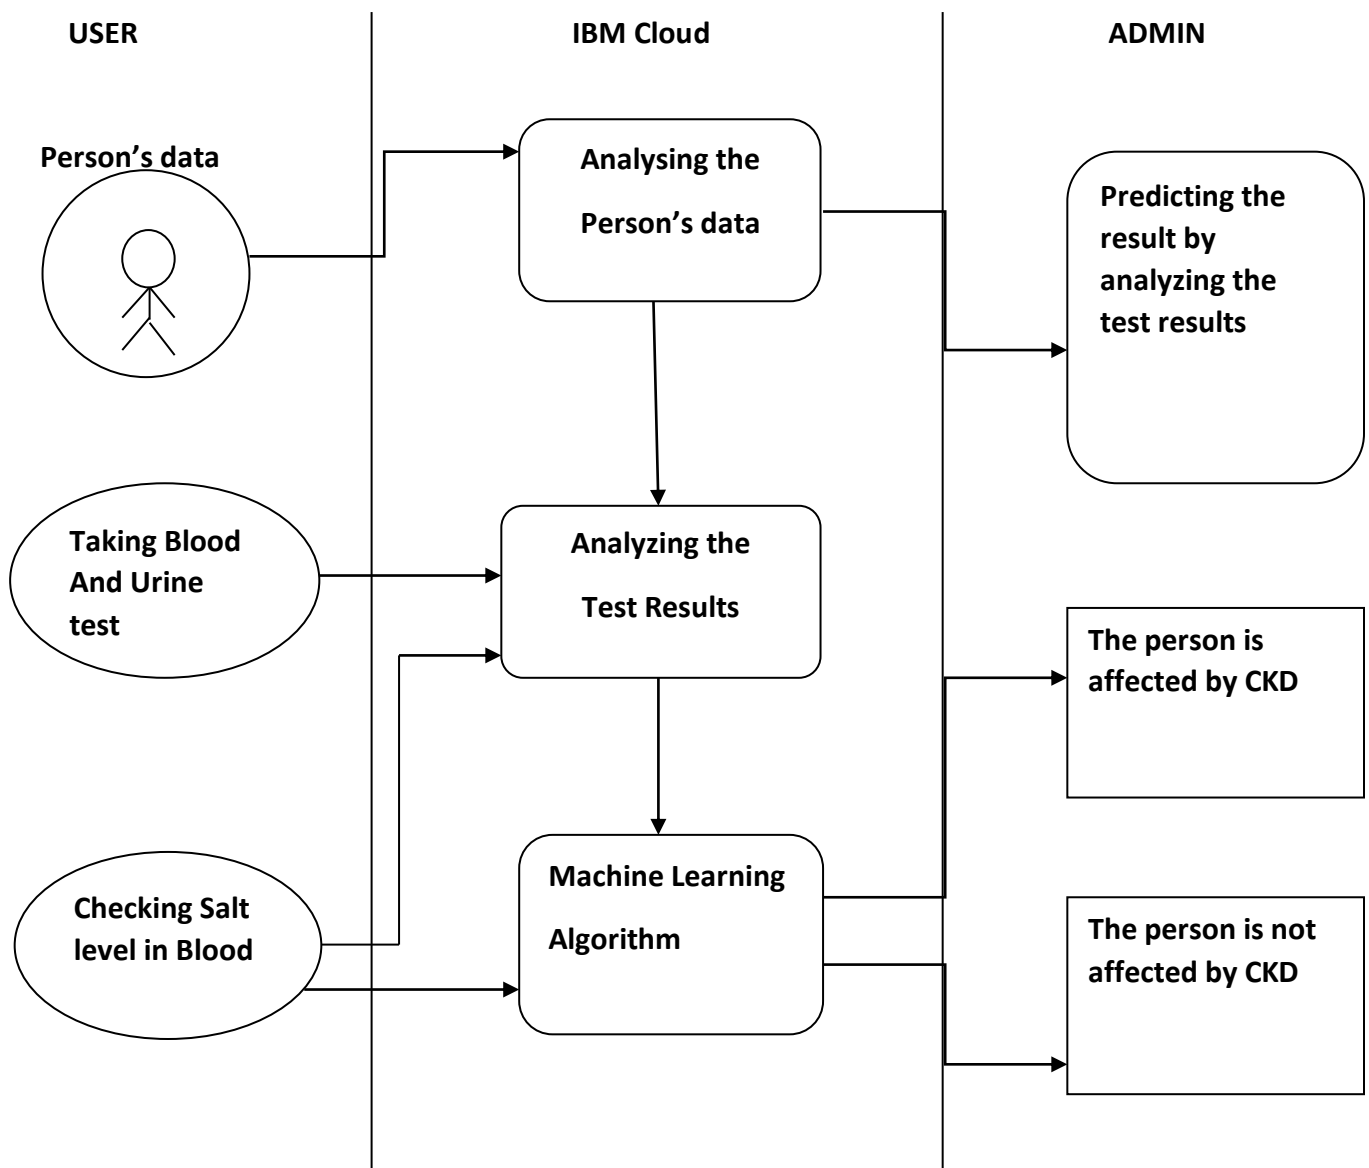 USER
IBM Cloud
ADMIN
Person’s data
Analysing the
Person’s data
Predicting the
result by
analyzing the
test results
Taking Blood
And Urine
test
Analyzing the
Test Results
The person is
affected by CKD
Checking Salt
level in Blood
Machine Learning
Algorithm
The person is not
affected by CKD